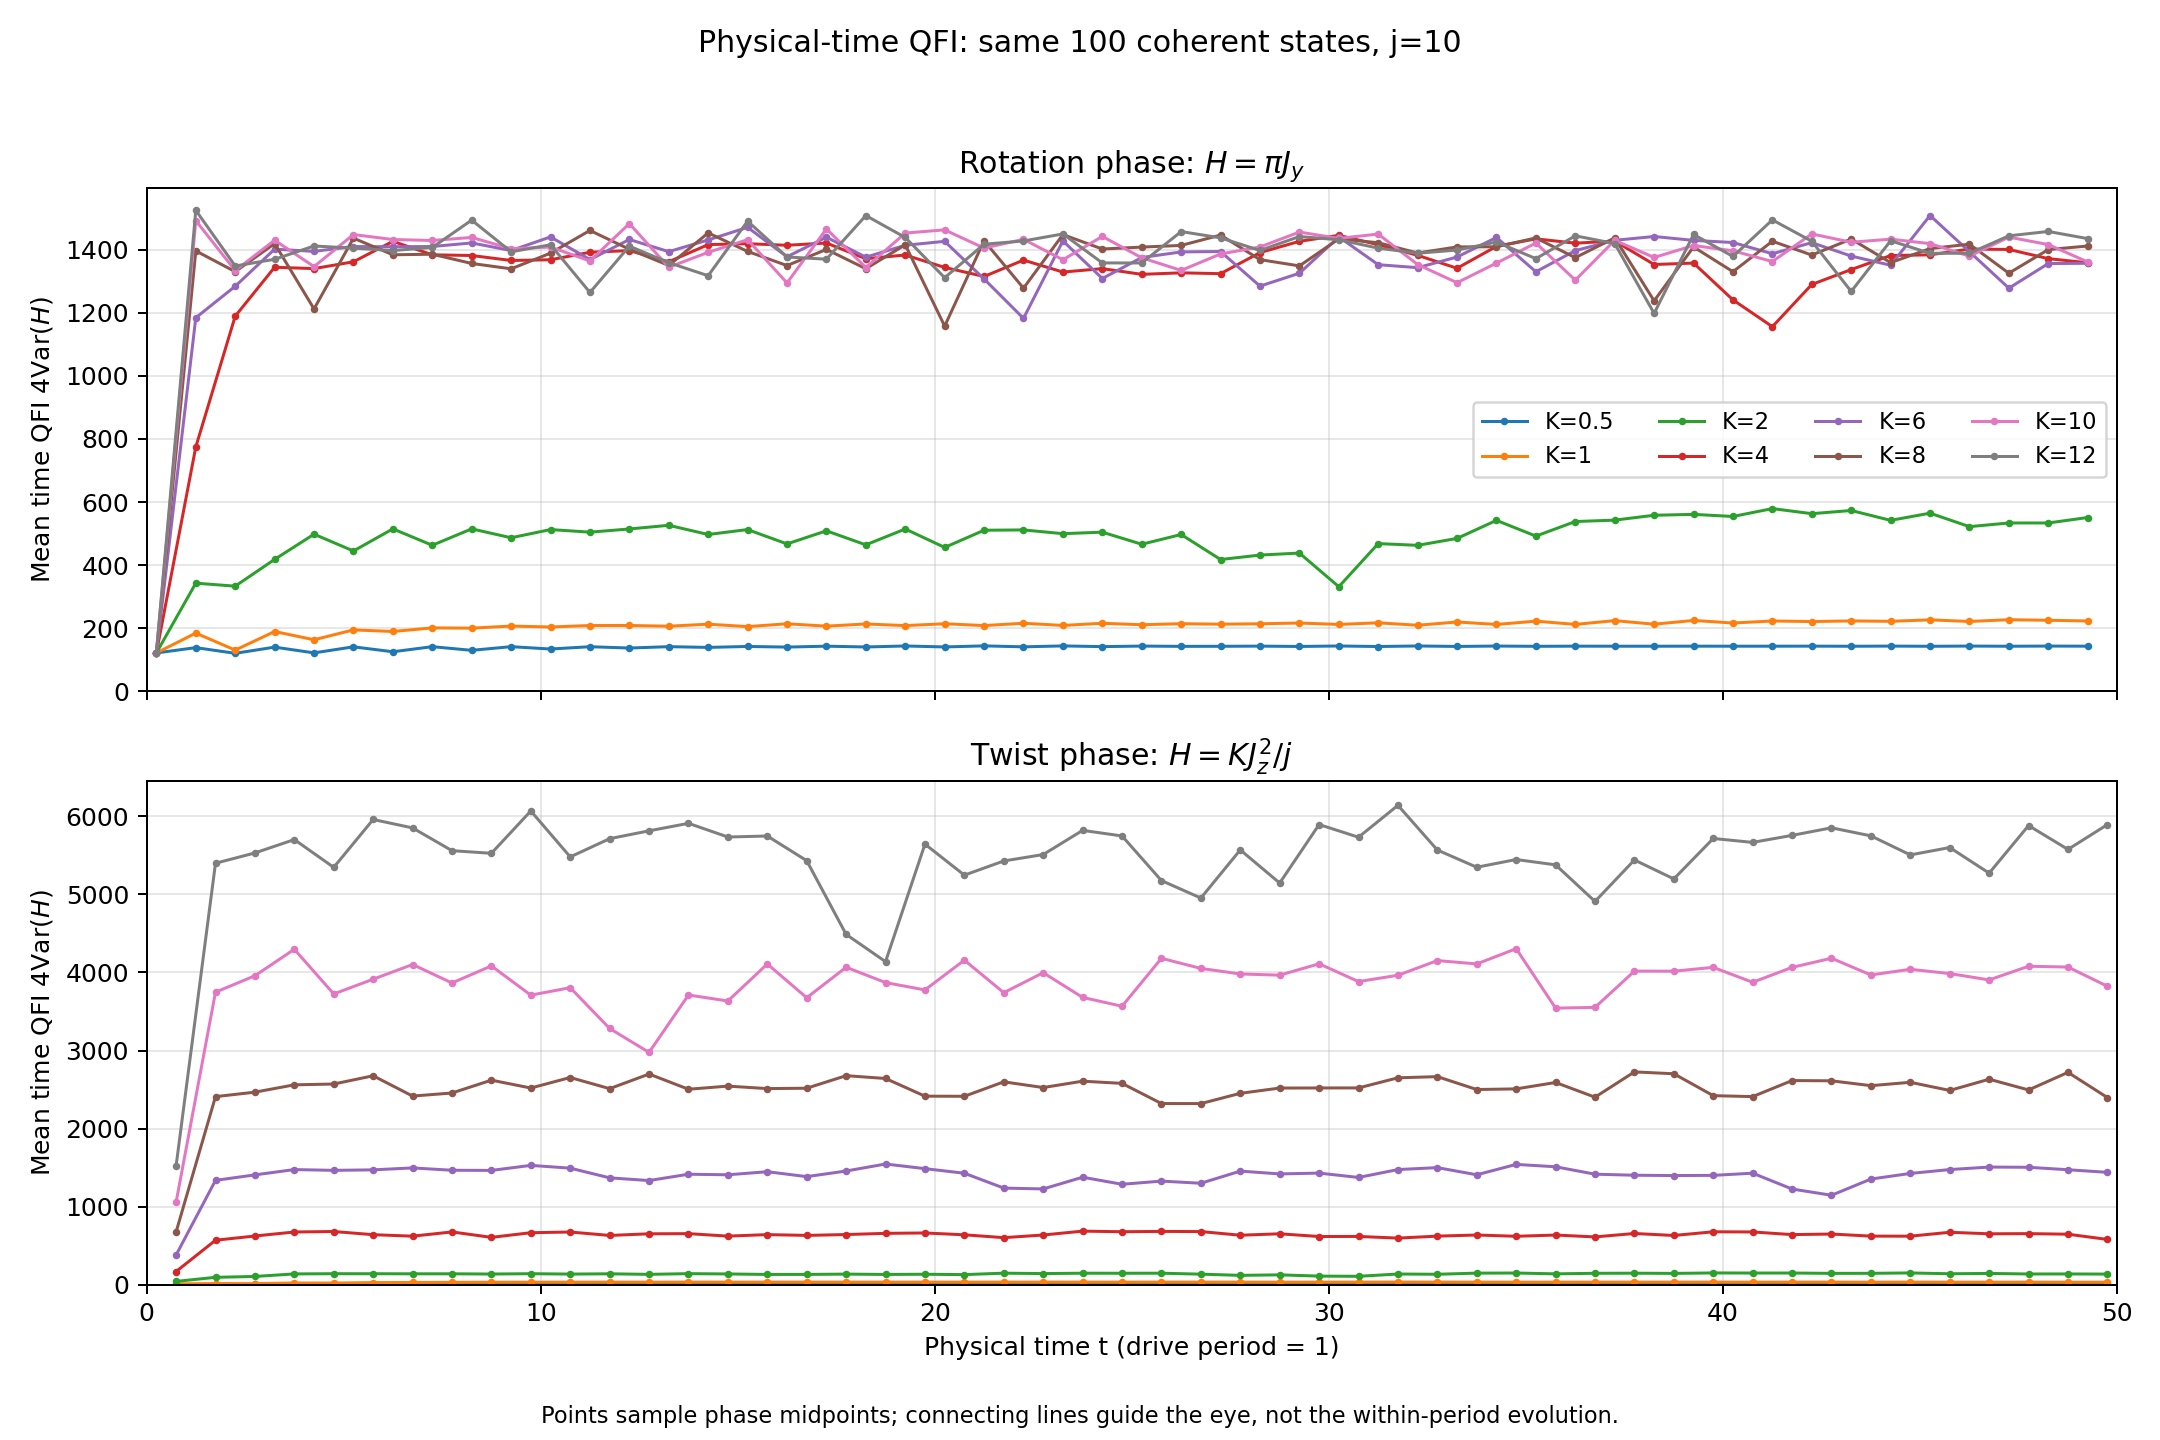 Physical-time QFI: same 100 coherent states, j=10
Rotation phase: H = πJ_y
Mean time QFI 4Var(H)
1400
1200
1000
800
600
400
200
0
K=0.5 K=2 K=6 K=10
K=1 K=4 K=8 K=12
Twist phase: H = KJ_z^2/j
Mean time QFI 4Var(H)
6000
5000
4000
3000
2000
1000
0
0 10 20 30 40 50
Physical time t (drive period = 1)
Points sample phase midpoints; connecting lines guide the eye, not the within-period evolution.